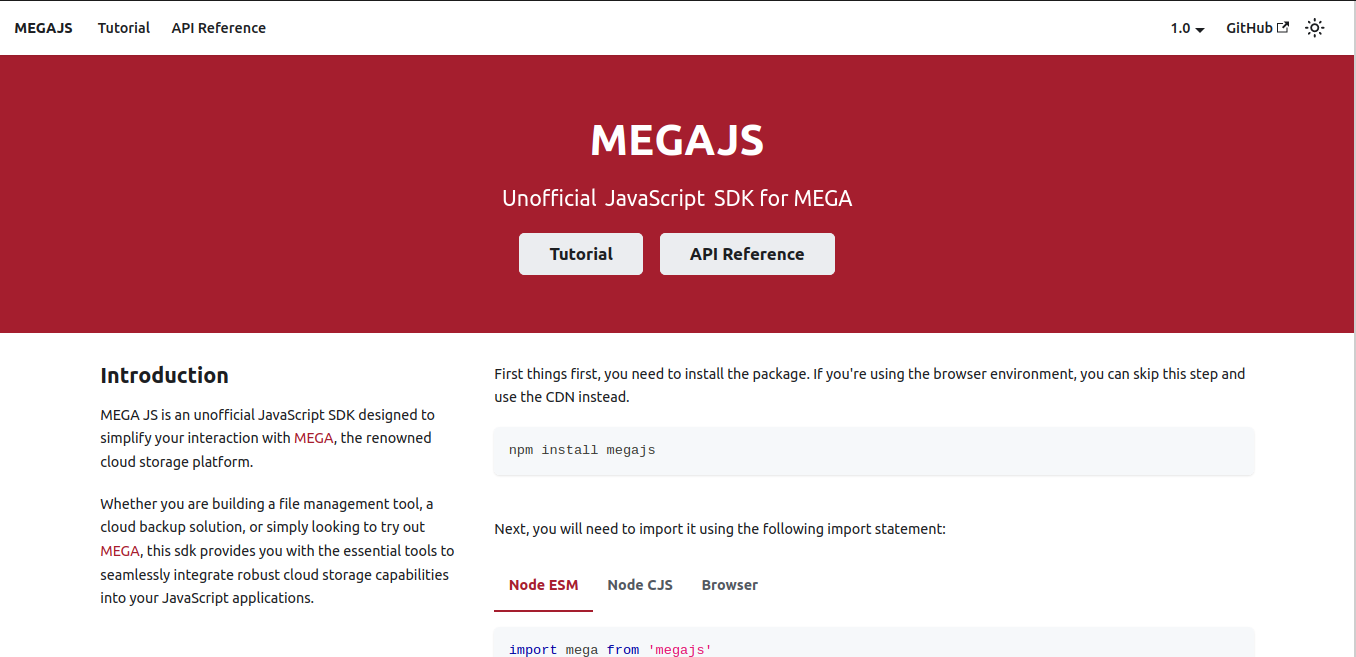 MEGAJS Tutorial API Reference 1.0 GitHub
MEGAJS
Unofficial JavaScript SDK for MEGA
Tutorial API Reference
Introduction
MEGA JS is an unofficial JavaScript SDK designed to
simplify your interaction with MEGA, the renowned
cloud storage platform.
Whether you are building a file management tool, a
cloud backup solution, or simply looking to try out
MEGA, this sdk provides you with the essential tools to
seamlessly integrate robust cloud storage capabilities
into your JavaScript applications.
First things first, you need to install the package. If you're using the browser environment, you can skip this step and
use the CDN instead.
npm install megajs
Next, you will need to import it using the following import statement:
Node ESM Node CJS Browser
import mega from 'megajs'